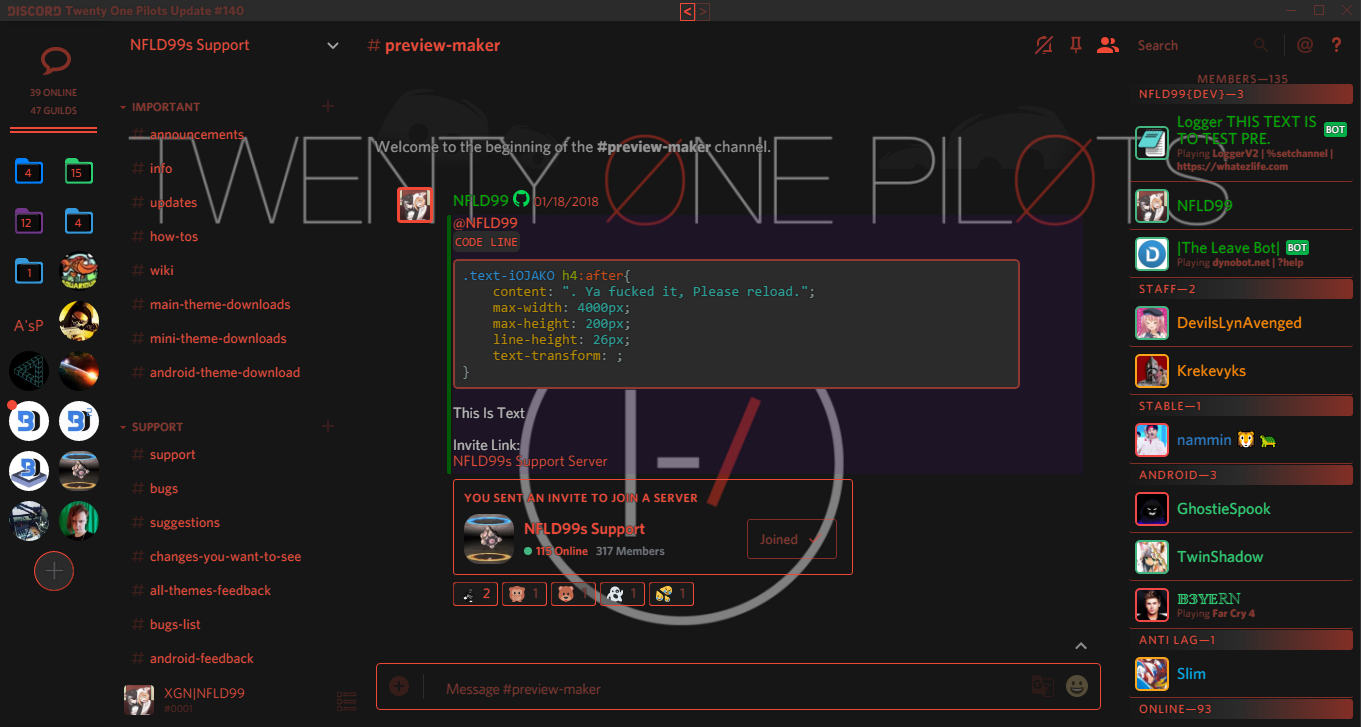 DISCORD Twenty One Pilots Update #140
< >
39 ONLINE
47 GUILDS
4
15
12
4
1
A'sP
NFLD99s Support
IMPORTANT
# announcements
# info
# updates
# how-tos
# wiki
# main-theme-downloads
# mini-theme-downloads
# android-theme-download
SUPPORT
# support
# bugs
# suggestions
# changes-you-want-to-see
# all-themes-feedback
# bugs-list
# android-feedback
XGN|NFLD99
#0001
# preview-maker
Search
@ ?
TWENTY ØNE PILØTS
Welcome to the beginning of the #preview-maker channel.
NFLD99 01/18/2018
@NFLD99
CODE LINE
.text-iOJAKO h4:after{
content: ". Ya fucked it, Please reload.";
max-width: 4000px;
max-height: 200px;
line-height: 26px;
text-transform: ;
}
This Is Text
Invite Link:
NFLD99s Support Server
YOU SENT AN INVITE TO JOIN A SERVER
NFLD99s Support
115 Online 317 Members
Joined
2 1 1 1 1
Message #preview-maker
MEMBERS—135
NFLD99{DEV}—3
Logger THIS TEXT IS
TO TEST PRE. BOT
Playing LoggerV2 | %setchannel |
https://whatezlife.com
NFLD99
|The Leave Bot| BOT
Playing dynobot.net | ?help
STAFF—2
DevilsLynAvenged
Krekevyks
STABLE—1
nammin 🐯 🐛
ANDROID—3
GhostieSpook
TwinShadow
𝔹𝟛𝕐𝔼ℝℕ
Playing Far Cry 4
ANTI LAG—1
Slim
ONLINE—93